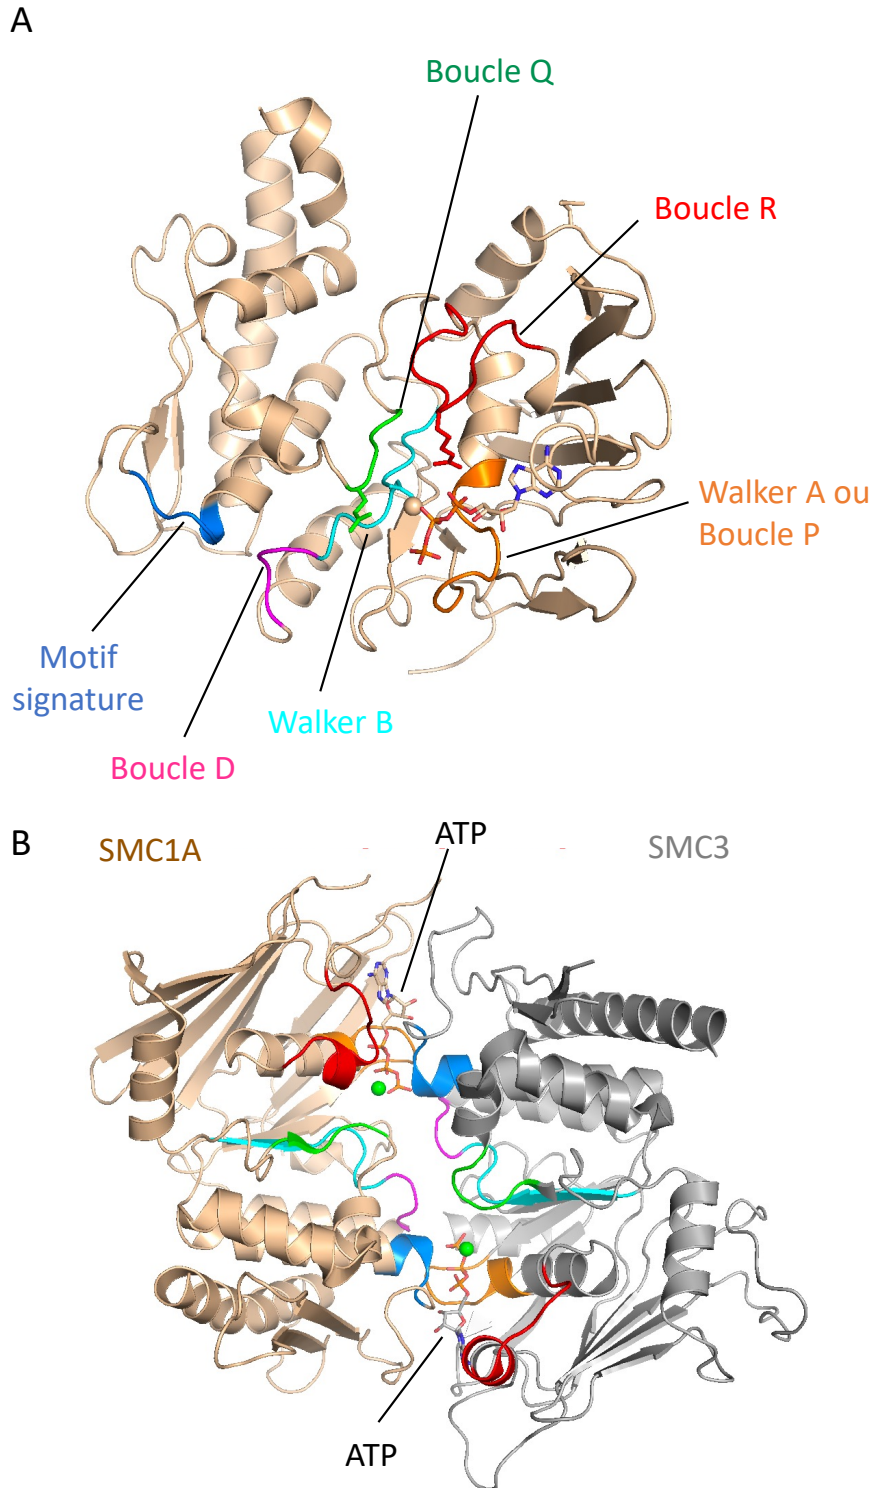 A
Boucle Q
Boucle R
Walker A ou
Boucle P
Motif
signature
Walker B
Boucle D
B
SMC1A
ATP
SMC3
ATP